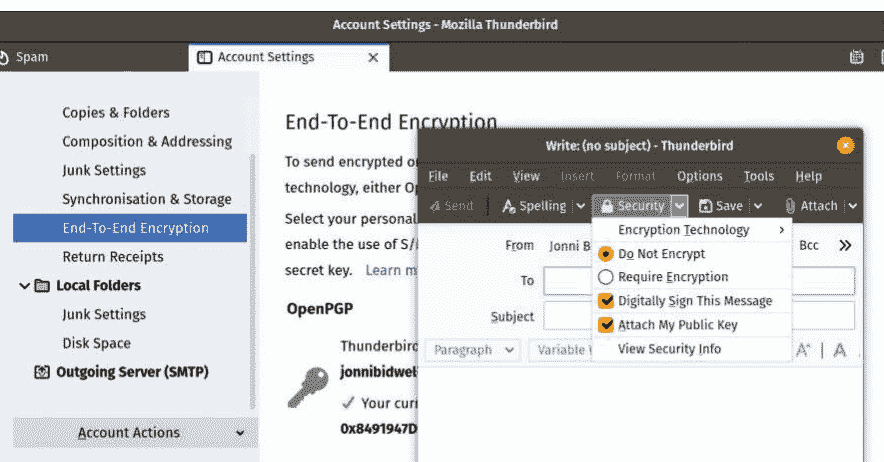 Account Settings - Mozilla Thunderbird
Spam
Account Settings
Copies & Folders
Composition & Addressing
Junk Settings
Synchronisation & Storage
End-To-End Encryption
Return Receipts
Local Folders
Junk Settings
Disk Space
Outgoing Server (SMTP)
Account Actions
End-To-End Encryption
To send encrypted
technology, either
Select your personal
enable the use of
secret key. Learn
OpenPGP
Thunderbird
Your
0x8491947D
Write: (no subject) - Thunderbird
File Edit View Insert Format Options Tools Help
Send Spelling Security Save Attach
From Jonni B
Bcc »
To
Subject
Paragraph Variable
Encryption Technology >
Do Not Encrypt
Require Encryption
Digitally Sign This Message
Attach My Public Key
View Security Info